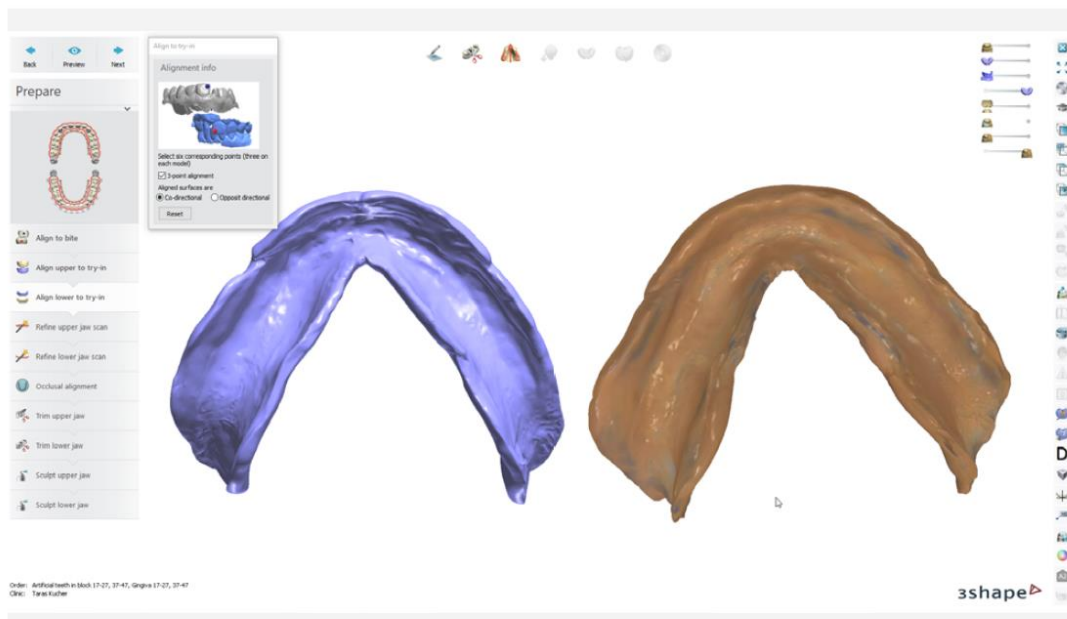 Align to try-in
Back
Preview
Next
Alignment info
Prepare
Select six corresponding points (three on
each model)
3-point alignment
Aligned surfaces are
Co-directional
Opposit directional
Reset
Align to bite
Align upper to try-in
Align lower to try-in
Refine upper jaw scan
Refine lower jaw scan
Occlusal alignment
Trim upper jaw
Trim lower jaw
Sculpt upper jaw
Sculpt lower jaw
D
Order: Artificial teeth in block 17-27, 37-47, Gingiva 17-27, 37-47
Clinic: Taras Kucher
3shape